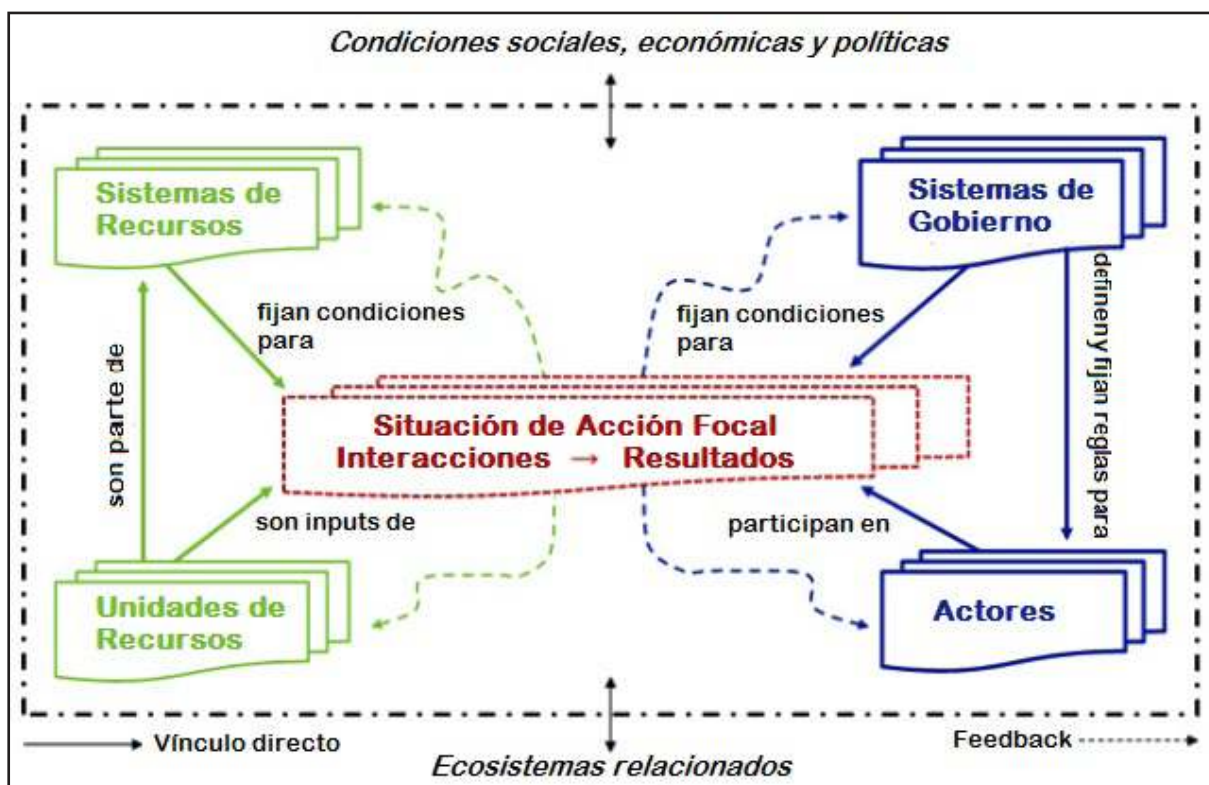 Condiciones sociales, económicas y políticas
Sistemas de
Recursos
Sistemas de
Gobierno
fijan condiciones
para
fijan condiciones
para
son parte de
definen y fijan reglas para
Situación de Acción Focal
Interacciones → Resultados
son inputs de
participan en
Unidades de
Recursos
Actores
Vínculo directo
Feedback
Ecosistemas relacionados